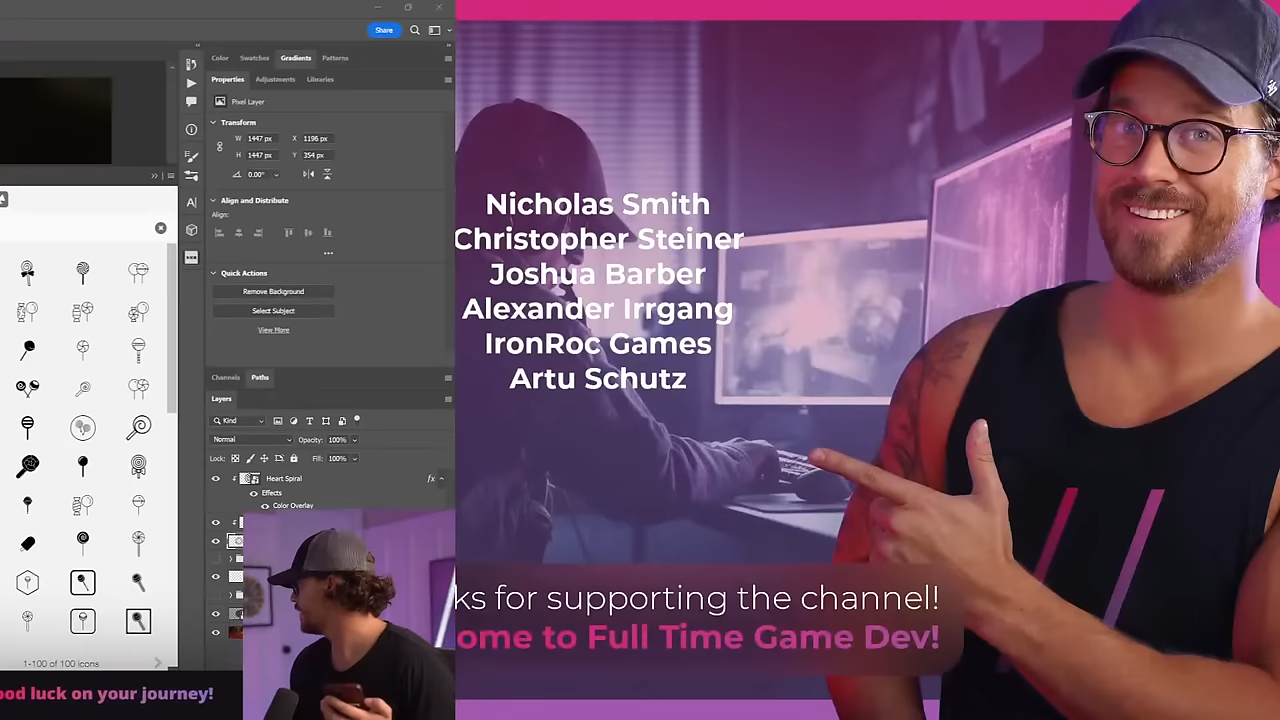 Share
Color
Swatches
Gradients
Patterns
Properties
Adjustments
Libraries
Pixel Layer
Transform
W 1447 px X 1196 px
H 1447 px Y 354 px
0.00°
Align and Distribute
Align:
Quick Actions
Remove Background
Select Subject
View More
Channels
Paths
Layers
Kind
Normal
Opacity: 100%
Lock:
Fill: 100%
Heart Spiral
fx
Effects
Color Overlay
1-100 of 100 icons
ood luck on your journey!
Nicholas Smith
Christopher Steiner
Joshua Barber
Alexander Irrgang
IronRoc Games
Artu Schutz
ks for supporting the channel!
ome to Full Time Game Dev!